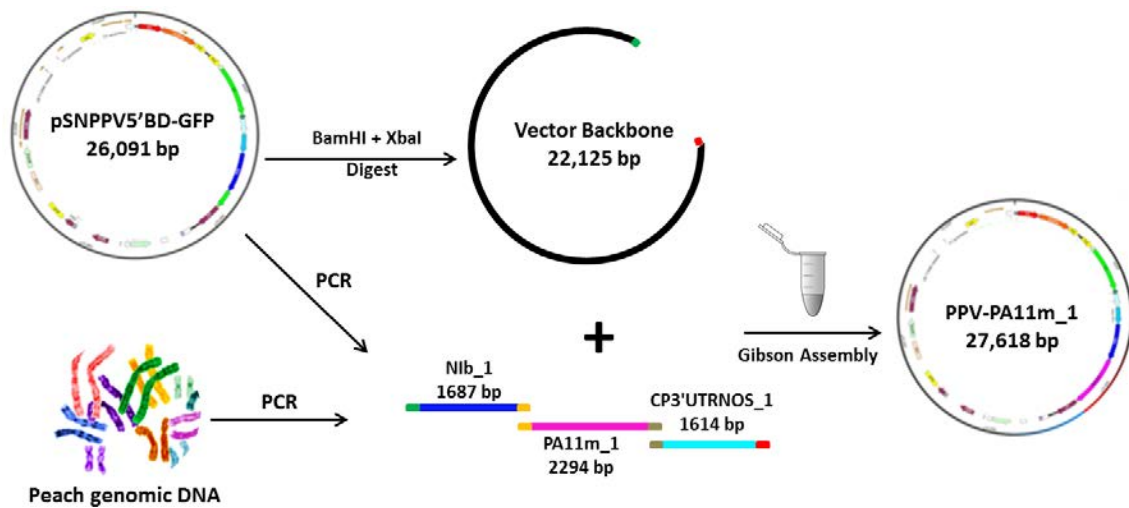 pSNPPV5'BD-GFP
26,091 bp
BamHI + XbaI
Digest
Vector Backbone
22,125 bp
PCR
Peach genomic DNA
PCR
NIb_1
1687 bp
PA11m_1
2294 bp
CP3'UTRNOS_1
1614 bp
+
Gibson Assembly
PPV-PA11m_1
27,618 bp